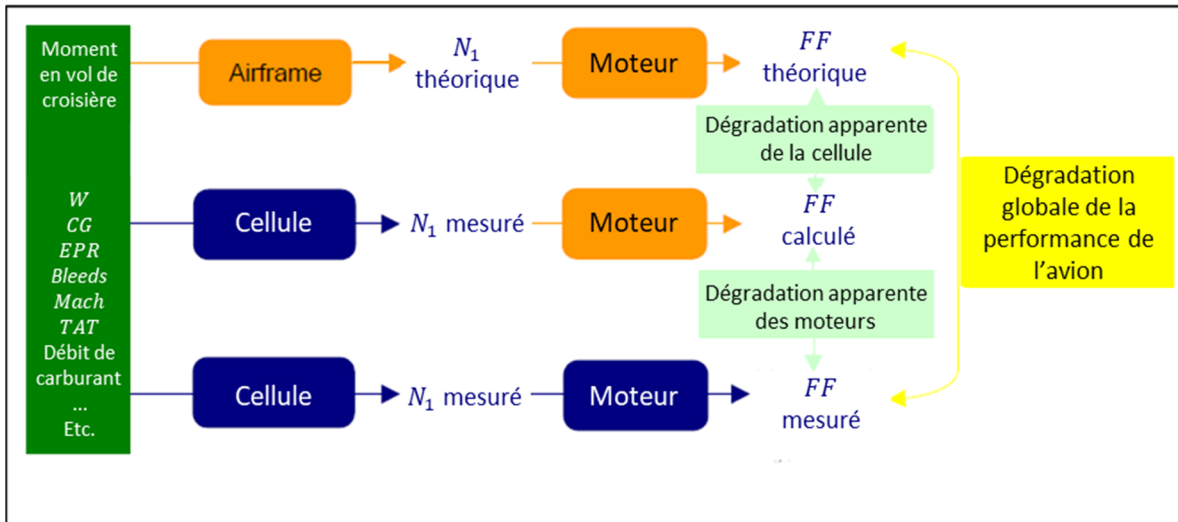 Moment
en vol de
croisière
W
CG
EPR
Bleeds
Mach
TAT
Débit de
carburant
...
Etc.
Airframe
N₁
théorique
Moteur
FF
théorique
Dégradation apparente
de la cellule
Cellule
N₁ mesuré
Moteur
FF
calculé
Dégradation apparente
des moteurs
Cellule
N₁ mesuré
Moteur
FF
mesuré
Dégradation
globale de la
performance de
l'avion